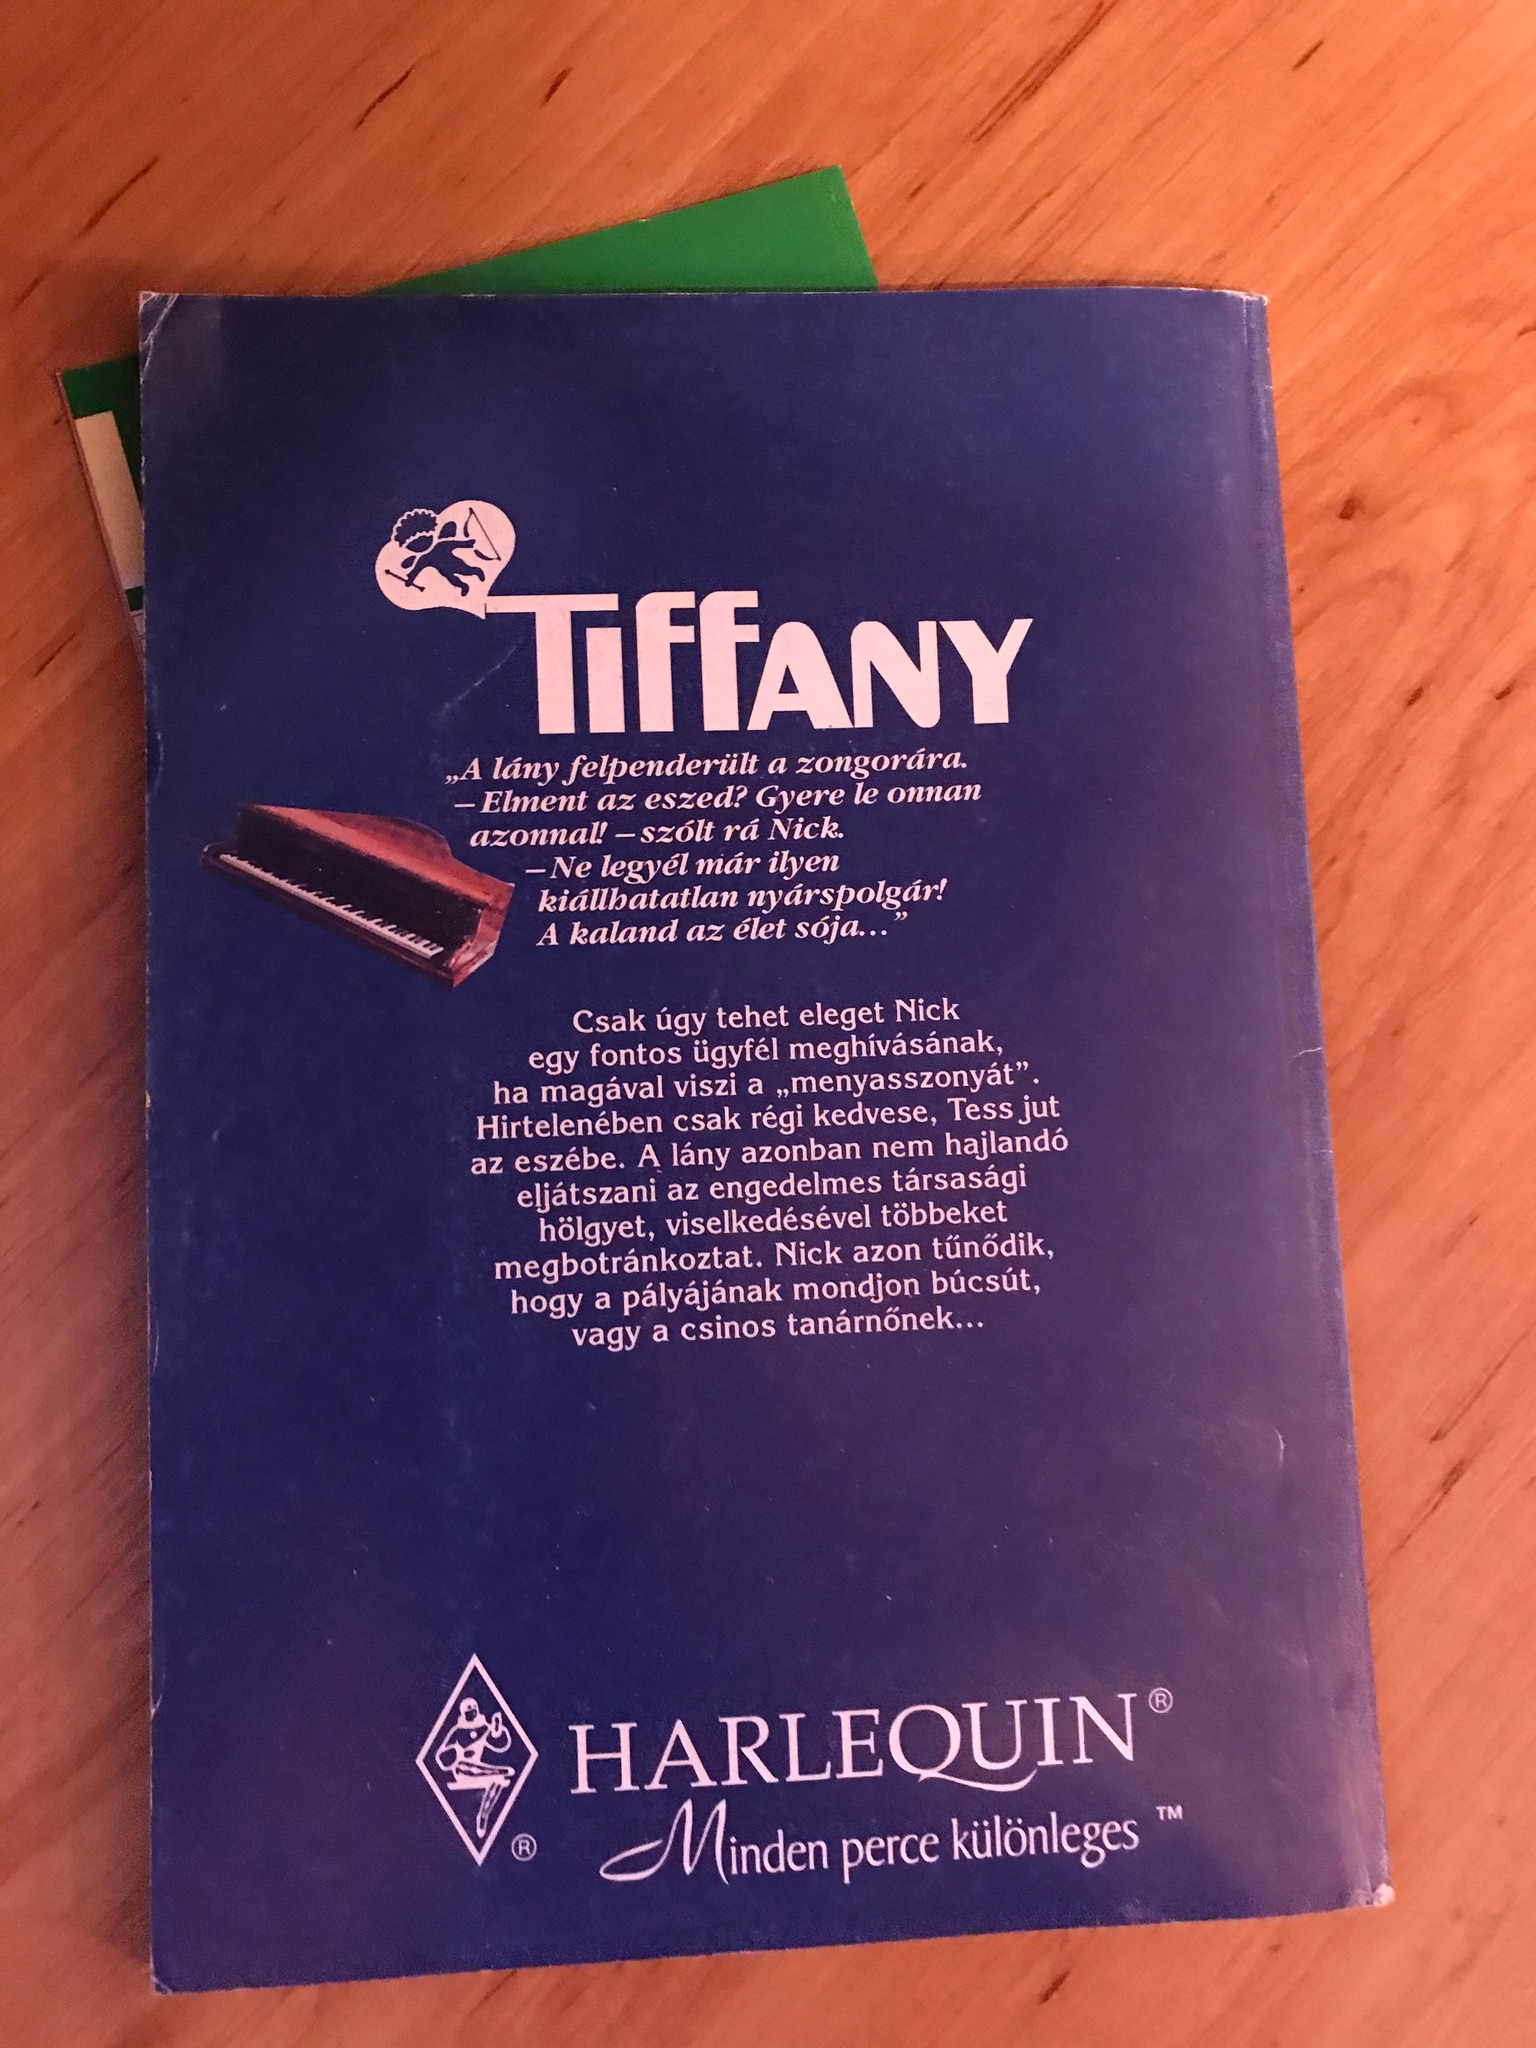 TIFFANY
„A lány felpenderült a zongorára.
– Elment az eszed? Gyere le onnan
azonnal! – szólt rá Nick.
– Ne legyél már ilyen
kiállhatatlan nyárspolgár!
A kaland az élet sója...”
Csak úgy tehet eleget Nick
egy fontos ügyfél meghívásának,
ha magával viszi a „menyasszonyát”.
Hirtelenében csak régi kedvese, Tess jut
az eszébe. A lány azonban nem hajlandó
eljátszani az engedelmes társasági
hölgyet, viselkedésével többeket
megbotránkoztat. Nick azon tűnődik,
hogy a pályájának mondjon búcsút,
vagy a csinos tanárnőnek...
HARLEQUIN®
Minden perce különleges ™
®